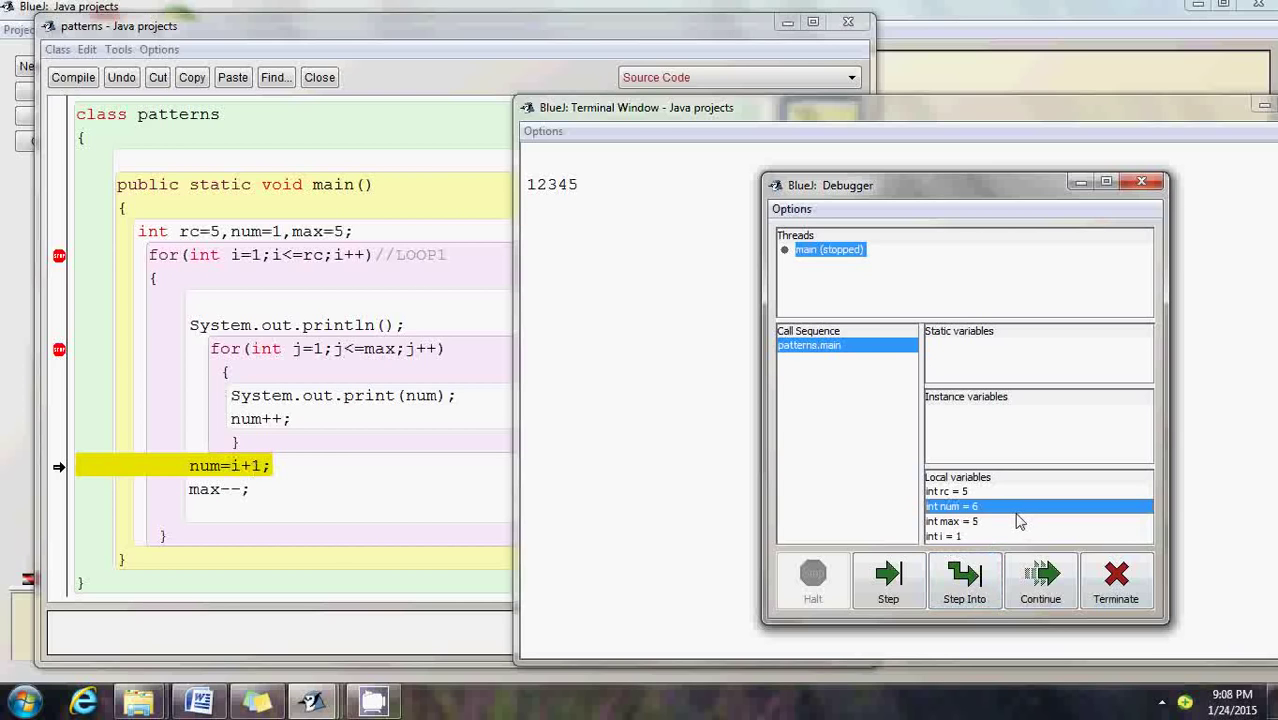 BlueJ: Java projects
patterns - Java projects
Class Edit Tools Options
Compile Undo Cut Copy Paste Find... Close Source Code
class patterns
{
public static void main()
{
int rc=5,num=1,max=5;
for(int i=1;i<=rc;i++)//LOOP1
{
System.out.println();
for(int j=1;j<=max;j++)
{
System.out.print(num);
num++;
}
num=i+1;
max--;
}
}
}
BlueJ: Terminal Window - Java projects
Options
12345
BlueJ: Debugger
Options
Threads
main (stopped)
Call Sequence
patterns.main
Static variables
Instance variables
Local variables
int rc = 5
int num = 6
int max = 5
int i = 1
Halt Step Step Into Continue Terminate
9:08 PM
1/24/2015